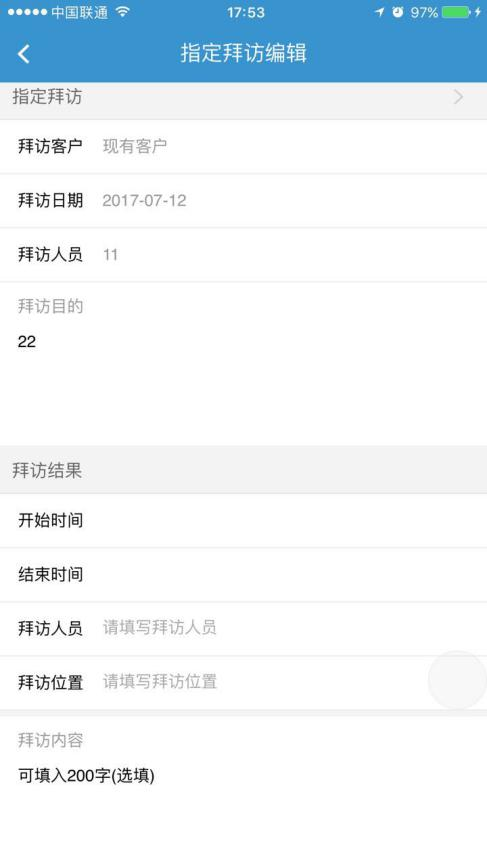 中国联通 17:53 97%
指定拜访编辑
指定拜访
拜访客户 现有客户
拜访日期 2017-07-12
拜访人员 11
拜访目的
22
拜访结果
开始时间
结束时间
拜访人员 请填写拜访人员
拜访位置 请填写拜访位置
拜访内容
可填入200字(选填)